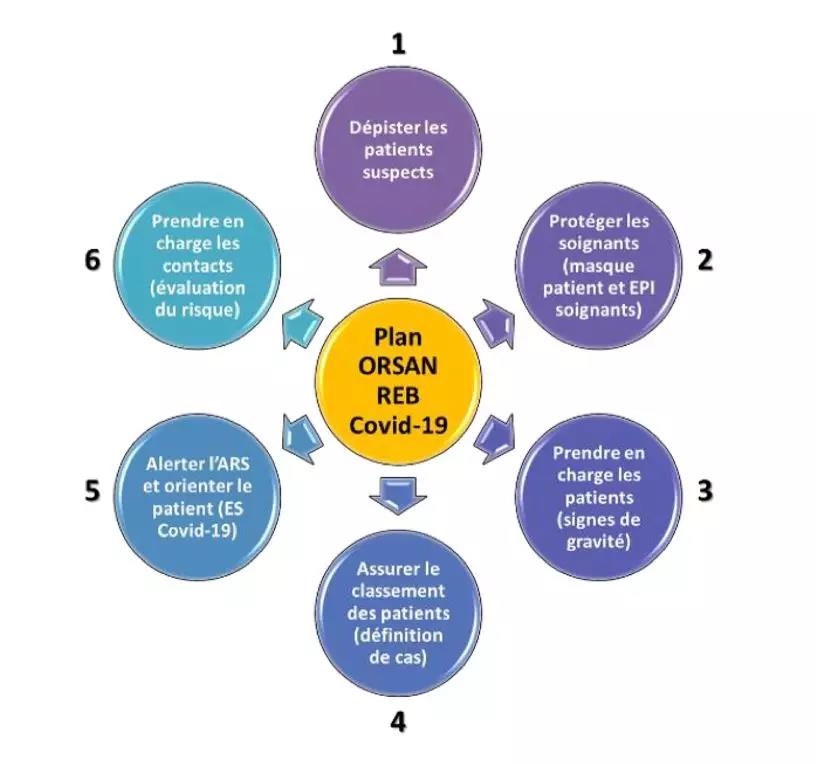 1
Dépister les
patients
suspects
2
Protéger les
soignants
(masque
patient et EPI
soignants)
3
Prendre en
charge les
patients
(signes de
gravité)
4
Assurer le
classement
des patients
(définition
de cas)
5
Alerter l'ARS
et orienter le
patient (ES
Covid-19)
6
Prendre en
charge les
contacts
(évaluation
du risque)
Plan
ORSAN
REB
Covid-19